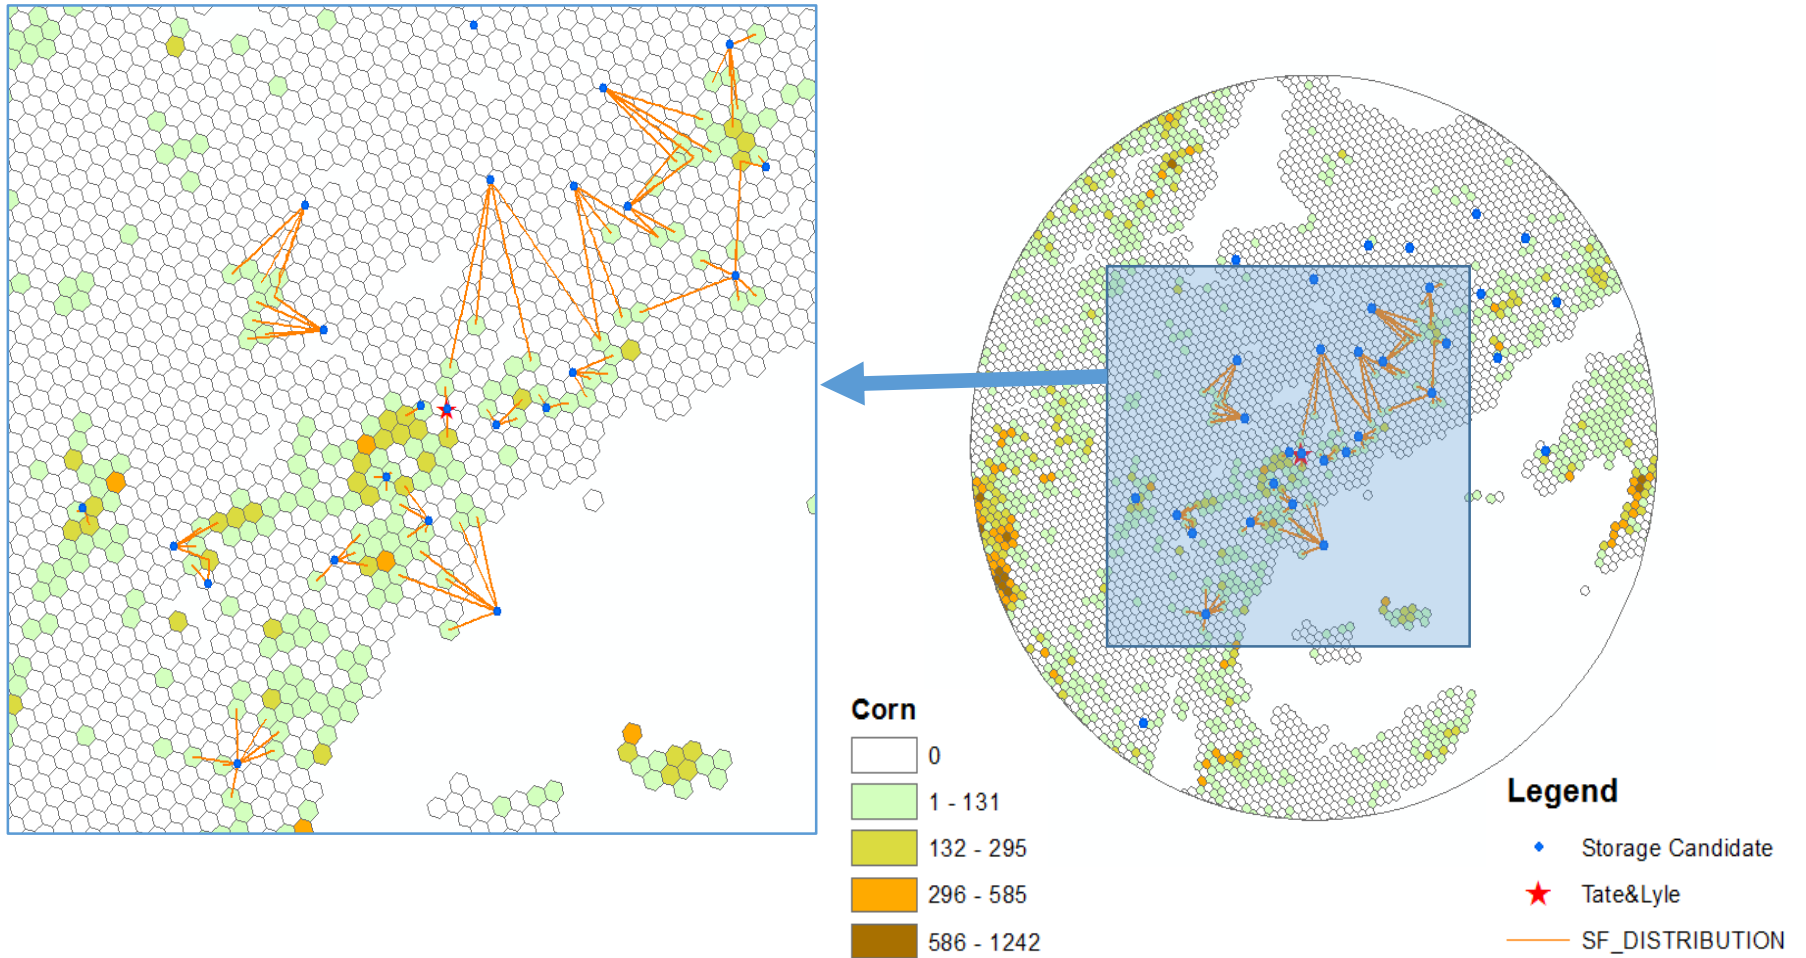 Corn
0
1 - 131
132 - 295
296 - 585
586 - 1242
Legend
Storage Candidate
Tate&Lyle
SF_DISTRIBUTION